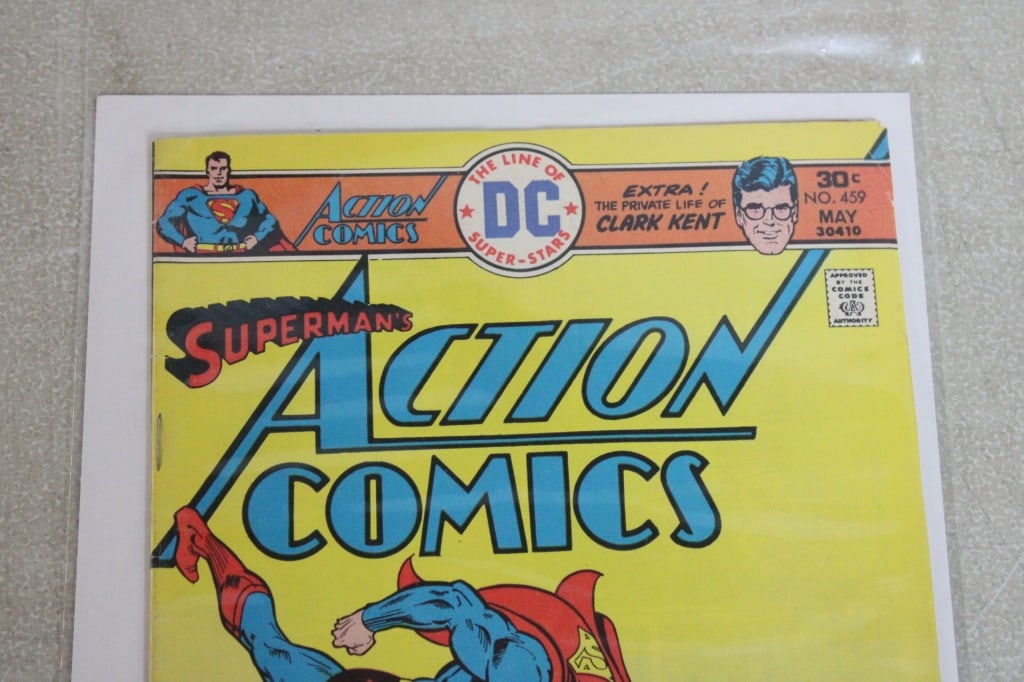 ACTION
COMICS
THE LINE OF
DC
SUPER-STARS
EXTRA!
THE PRIVATE LIFE OF
CLARK KENT
30¢
NO. 459
MAY
30410
APPROVED
BY THE
COMICS
CODE
AUTHORITY
SUPERMAN'S
ACTION
COMICS
S